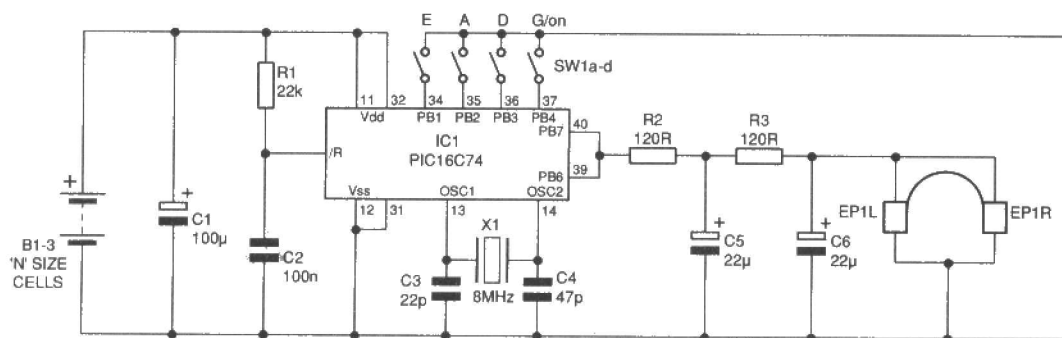 E A D G/on
SW1a-d
R1
22k
11 32 34 35 36 37
Vdd PB1 PB2 PB3 PB4
PB7
40
IC1
PIC16C74
/R
PB6
39
Vss OSC1 OSC2
12 31 13 14
R2
120R
R3
120R
+
B1-3
'N' SIZE
CELLS
+
C1
100µ
C2
100n
X1
8MHz
C3
22p
C4
47p
+
C5
22µ
+
C6
22µ
EP1L
EP1R